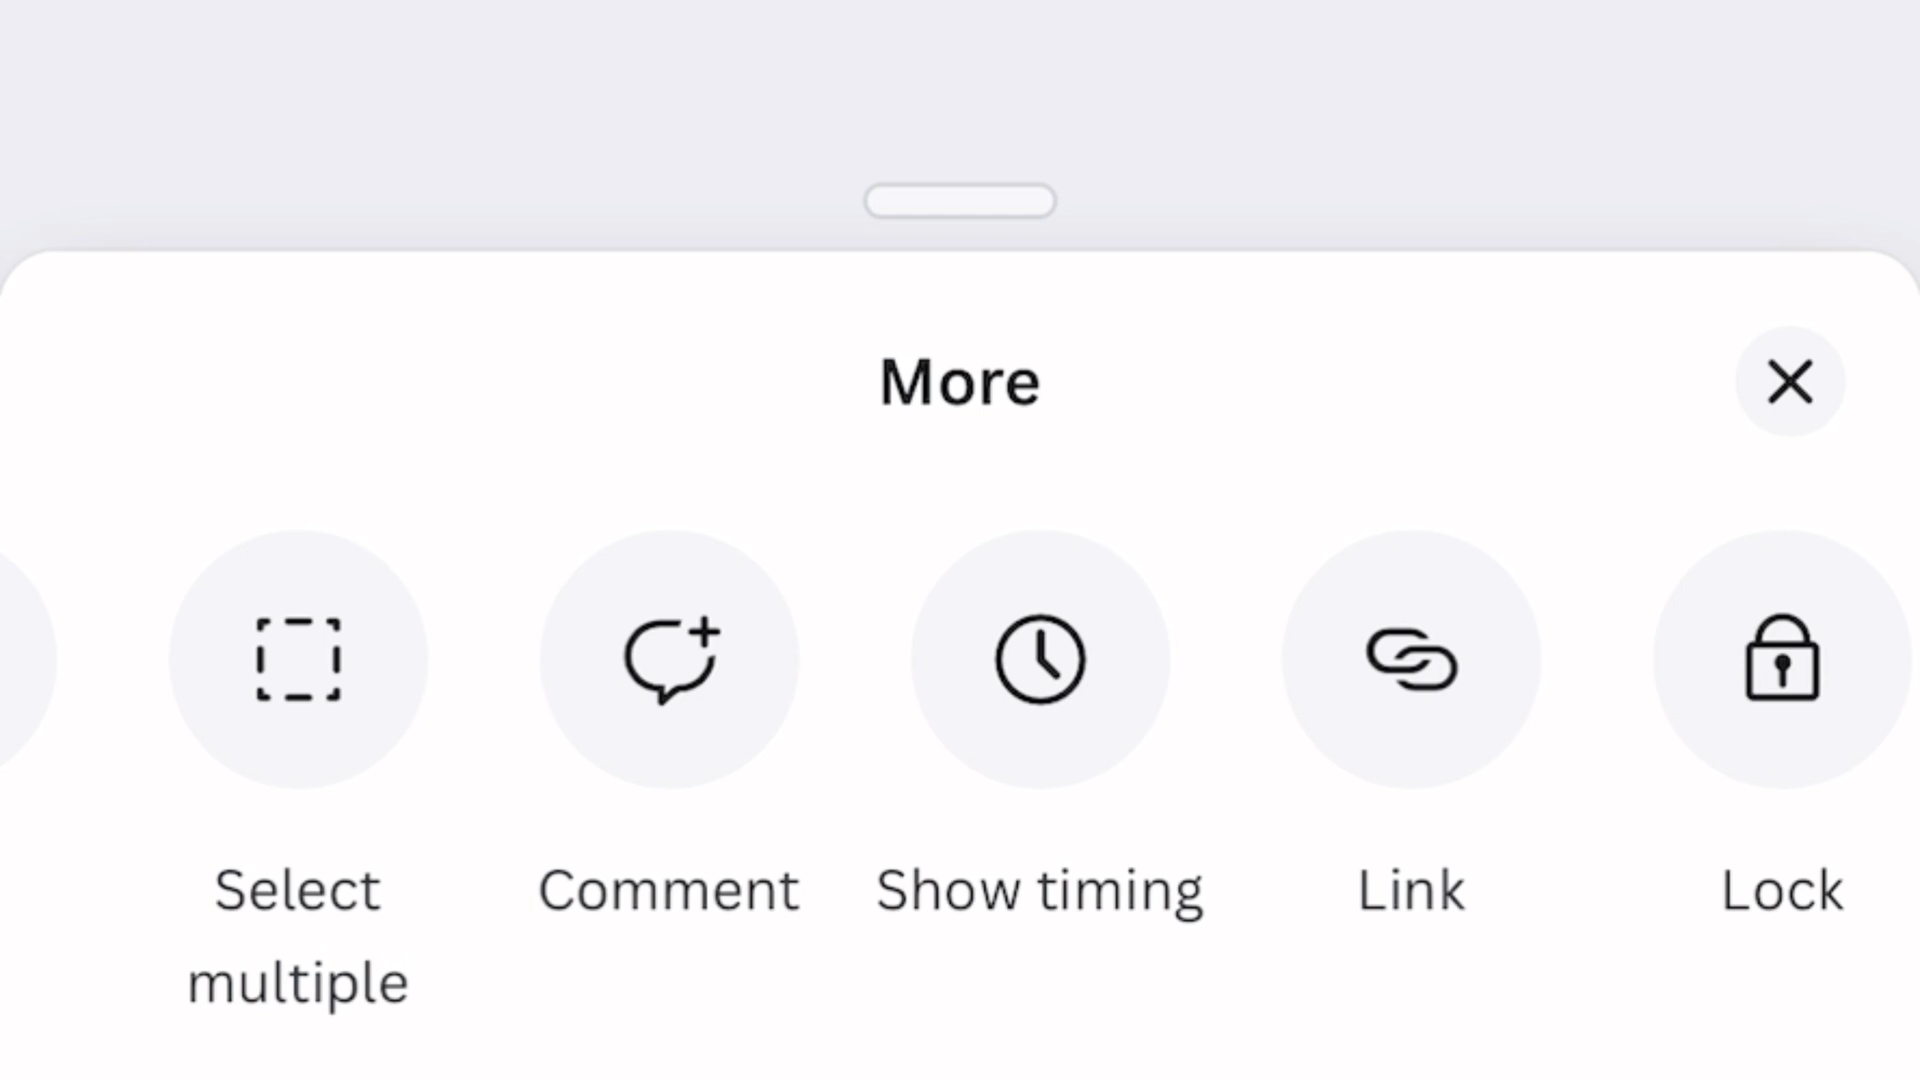 More
Select
multiple
Comment
Show timing
Link
Lock